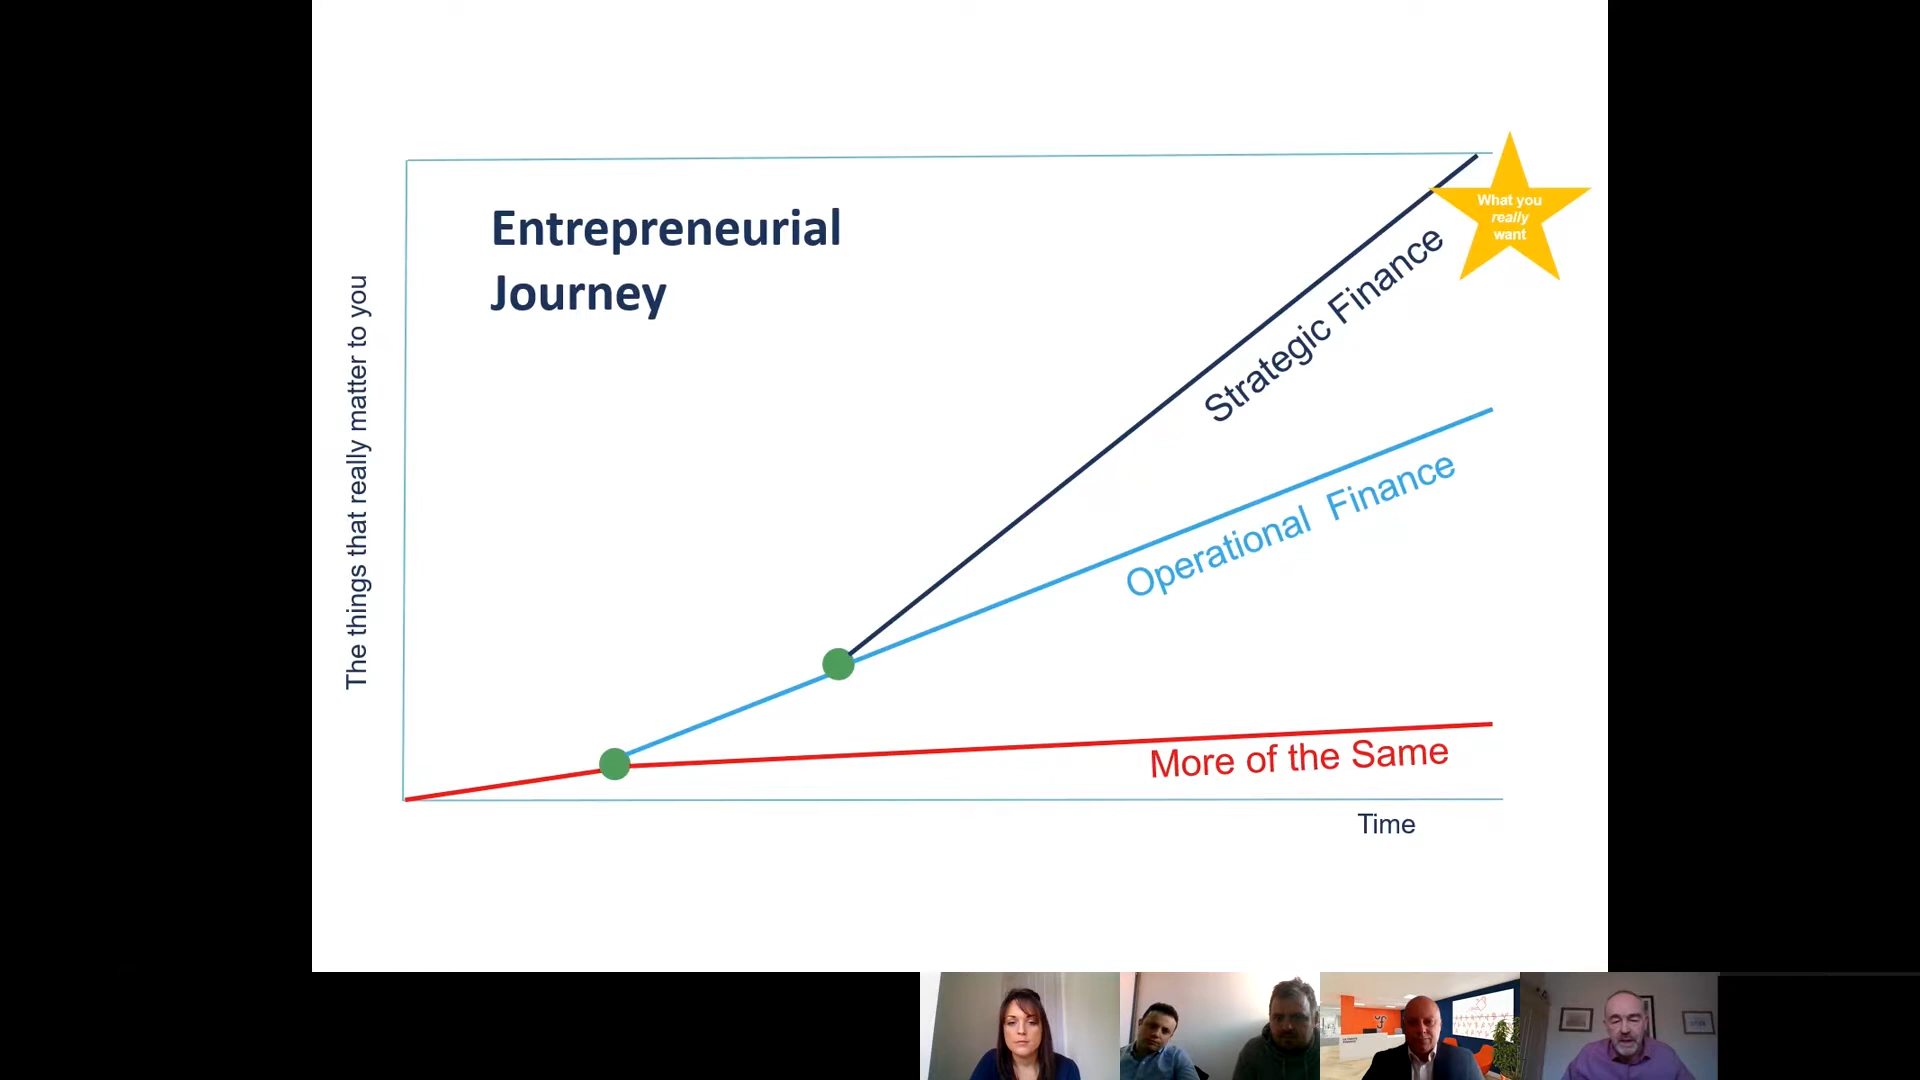 Entrepreneurial
Journey
What you
really
want
The things that really matter to you
Strategic Finance
Operational Finance
More of the Same
Time